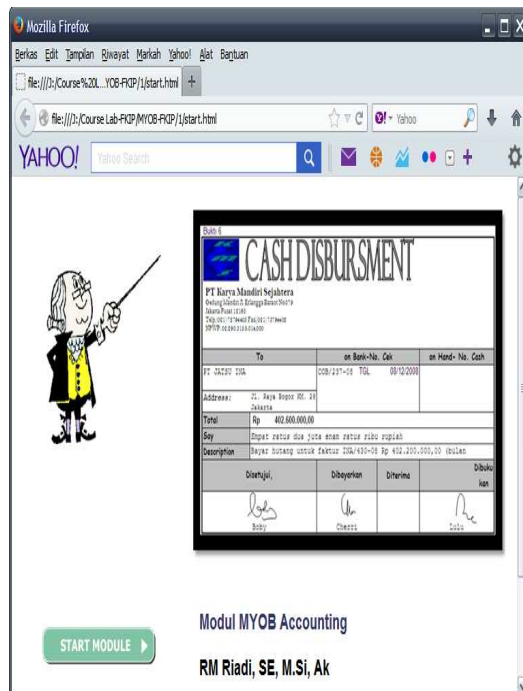 Mozilla Firefox
Berkas Edit Tampilan Riwayat Markah Yahoo! Alat Bantuan
file:///J:/Course%20L...YOB-FKIP/1/start.html
file:///J:/Course Lab-FKIP/MYOB-FKIP/1/start.html
Yahoo
YAHOO! Yahoo Search
Bukti 6
CASH DISBURSMENT
PT Karya Mandiri Sejahtera
Jakarta Pusat
To on Bank-No. Cek on Hand- No. Cash
PT JATSU INA COB/237-08 TGL 08/12/2008
Address: Jl. Raya Bogor KM. 28
Jakarta
Total Rp 402.600.000,00
Say Empat ratus dua juta enam ratus ribu rupiah
Description Bayar hutang untuk faktur INA/430-08 Rp 402.200.000,00 (bulan
Disetujui, Dibayarkan Diterima Dibukukan
Boby Cherri Lulu
START MODULE
Modul MYOB Accounting
RM Riadi, SE, M.Si, Ak